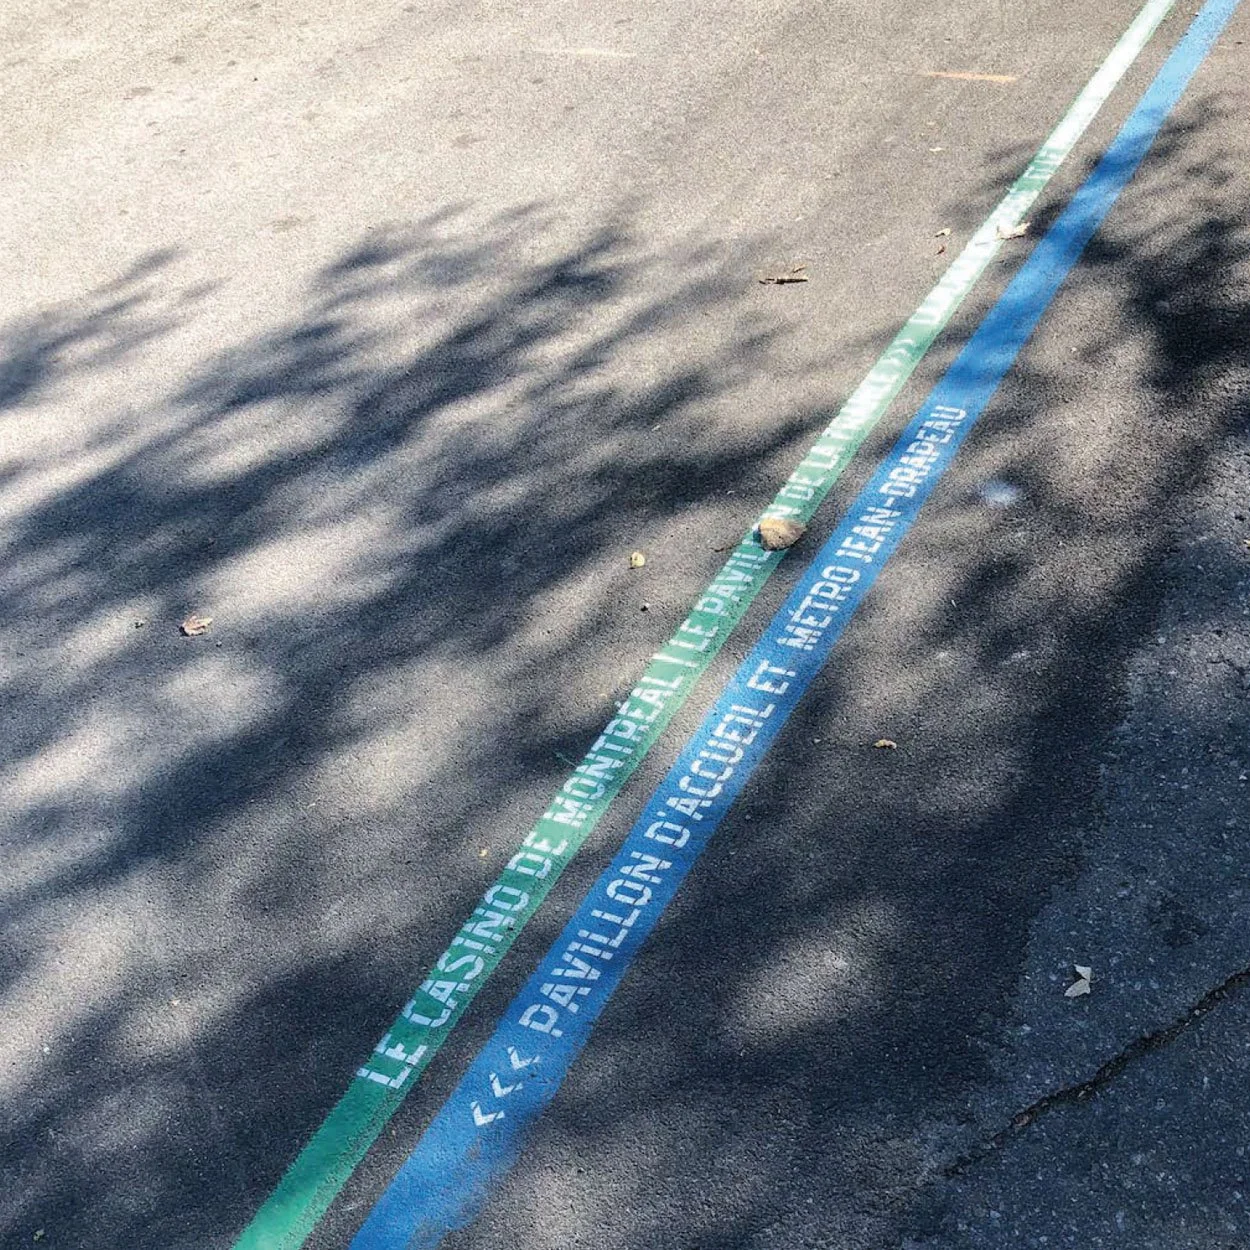 LE CASINO DE MONTRÉAL | LE PAVILLON DE LA >>>
<<< PAVILLON D'ACCUEIL ET MÉTRO JEAN-DRAPEAU